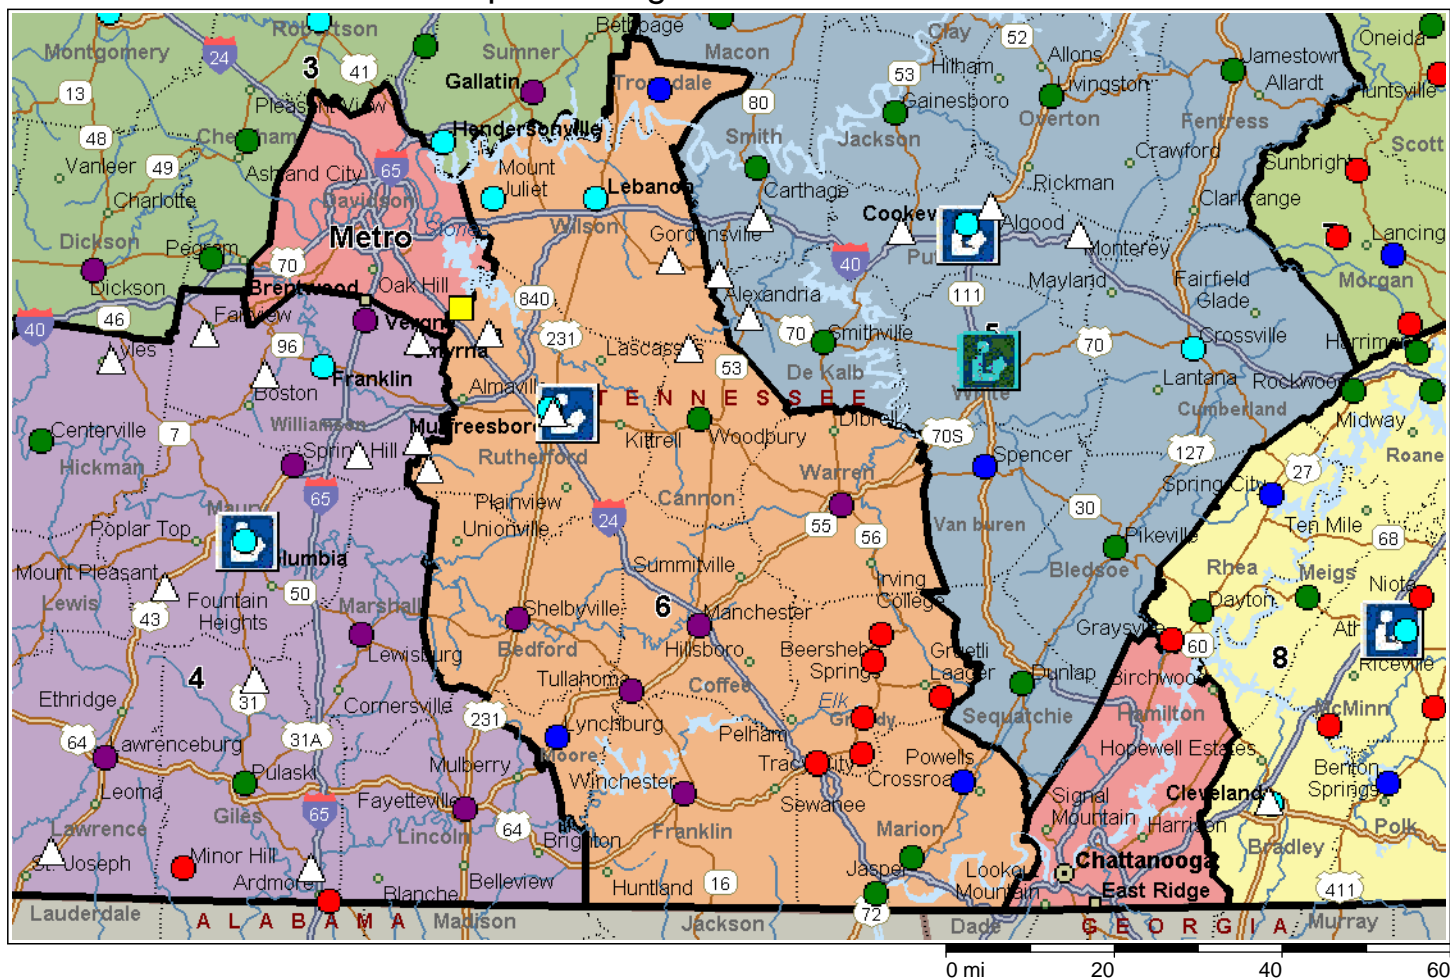 Montgomery
Robertson
Bethpage
Macon
Clay
52
Oneida
24
3
41
Sumner
Allons
Jamestown
Gallatin
Trousdale
53
Hilham
Livingston
Allardt
Huntsville
13
Pleasant View
80
Gainesboro
Overton
Fentress
48
Cheatham
Hendersonville
Smith
Jackson
Scott
Vanleer
49
Ashland City
65
Mount
Juliet
Lebanon
Carthage
Crawford
Sunbright
Charlotte
Davidson
Rickman
Clarkrange
Dickson
Pegram
Metro
Stones
Wilson
Gordonsville
Algood
Monterey
7
Lancing
Dickson
70
Oak Hill
40
Mayland
Fairfield
Glade
Morgan
Brentwood
840
Alexandria
111
40
46
Fairview
231
70
Smithville
5
Crossville
Harriman
Lyles
96
Lascassas
70
Franklin
53
De Kalb
White
Lantana
Rockwood
Boston
Almaville
TENNESSEE
Cumberland
Midway
Centerville
7
Williamson
Murfreesboro
Kittrell
Woodbury
Dibrell
70S
127
Roane
Hickman
Spring Hill
Rutherford
Warren
Spencer
Spring City
27
Maury
65
Plainview
Cannon
30
Ten Mile
Poplar Top
Unionville
24
55
Van buren
Pikeville
68
56
Mount Pleasant
Summitville
Irving
College
Bledsoe
Rhea
Meigs
Niota
Lewis
Fountain
Heights
50
Marshall
Shelbyville
6
Manchester
Dayton
43
Graysville
60
Bedford
Hillsboro
Beersheba
Springs
Gruetli
Laager
8
Riceville
Lewisburg
4
Tullahoma
Coffee
Dunlap
Birchwood
Ethridge
31
Cornersville
231
Elk
Grundy
Sequatchie
Hamilton
McMinn
64
Lawrenceburg
31A
Lynchburg
Pelham
Hopewell Estates
Moore
Tracy City
Powells
Crossroads
Benton
Springs
Pulaski
Mulberry
Winchester
Leoma
Fayetteville
Sewanee
Signal
Mountain
Cleveland
Giles
65
Lincoln
64
Brighton
Franklin
Marion
Harrison
Polk
Lawrence
Bradley
St. Joseph
Minor Hill
Jasper
Chattanooga
Ardmore
Blanche
Belleview
Huntland
16
Lookout
Mountain
East Ridge
411
Lauderdale
ALABAMA
Madison
Jackson
72
Dade
GEORGIA
Murray
0 mi
20
40
60